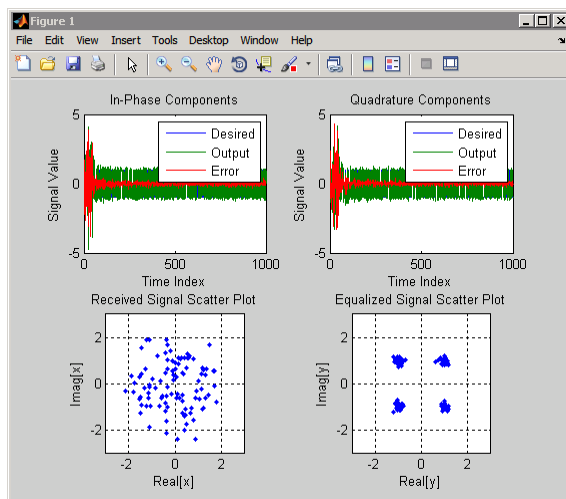 Figure 1
File Edit View Insert Tools Desktop Window Help
In-Phase Components
Quadrature Components
5
0
-5
Signal Value
Desired
Output
Error
0 500 1000
Time Index
5
0
-5
Signal Value
Desired
Output
Error
0 500 1000
Time Index
Received Signal Scatter Plot
Equalized Signal Scatter Plot
2
0
-2
Imag[x]
-2 0 2
Real[x]
2
0
-2
Imag[y]
-2 0 2
Real[y]